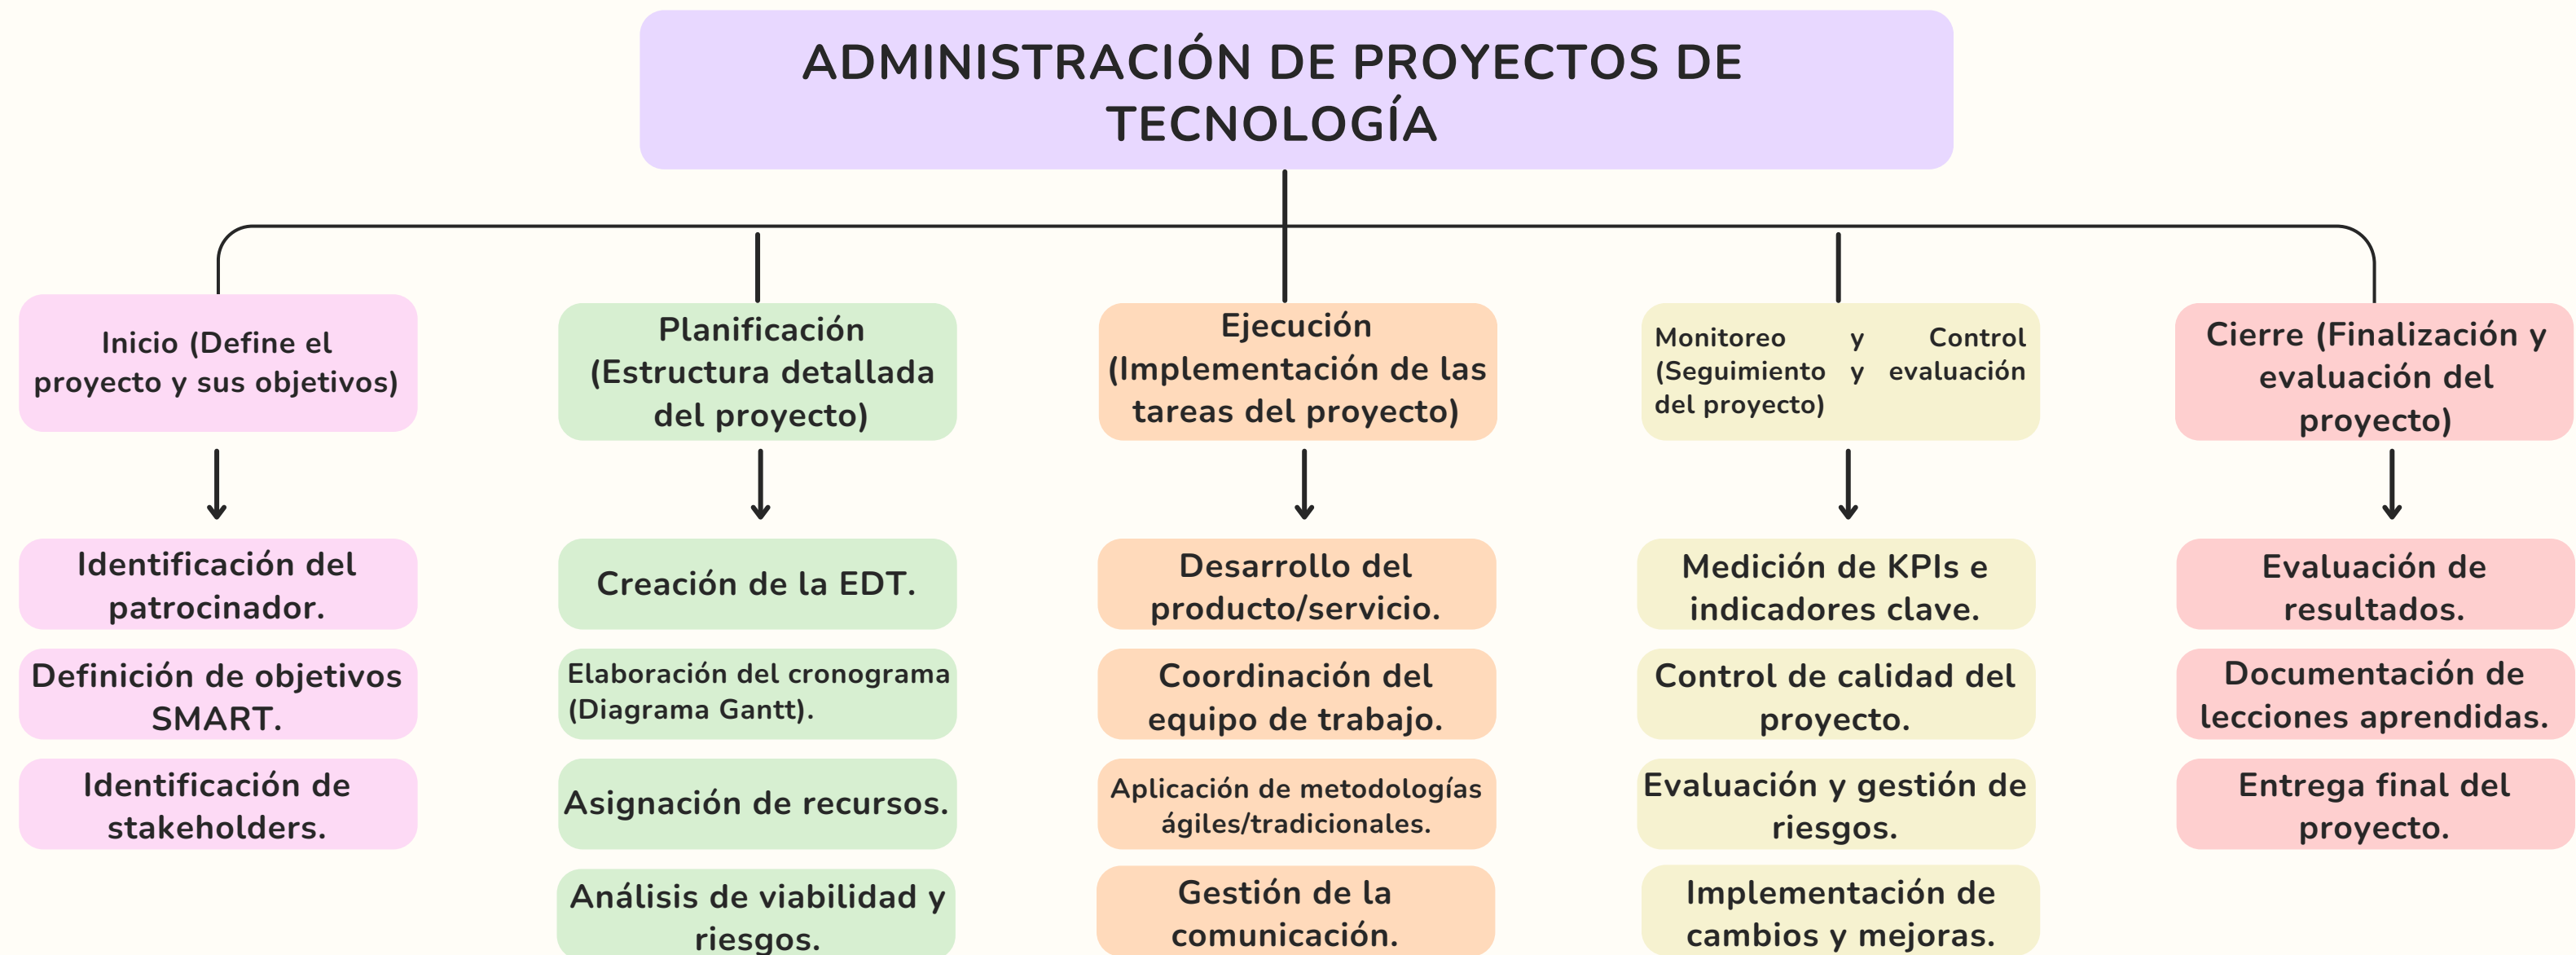 ADMINISTRACIÓN DE PROYECTOS DE
TECNOLOGÍA
Inicio (Define el
proyecto y sus objetivos)
Identificación del
patrocinador.
Definición de objetivos
SMART.
Identificación de
stakeholders.
Planificación
(Estructura detallada
del proyecto)
Creación de la EDT.
Elaboración del cronograma
(Diagrama Gantt).
Asignación de recursos.
Análisis de viabilidad y
riesgos.
Ejecución
(Implementación de las
tareas del proyecto)
Desarrollo del
producto/servicio.
Coordinación del
equipo de trabajo.
Aplicación de metodologías
ágiles/tradicionales.
Gestión de la
comunicación.
Monitoreo y Control
(Seguimiento y evaluación
del proyecto)
Medición de KPIs e
indicadores clave.
Control de calidad del
proyecto.
Evaluación y gestión de
riesgos.
Implementación de
cambios y mejoras.
Cierre (Finalización y
evaluación del
proyecto)
Evaluación de
resultados.
Documentación de
lecciones aprendidas.
Entrega final del
proyecto.